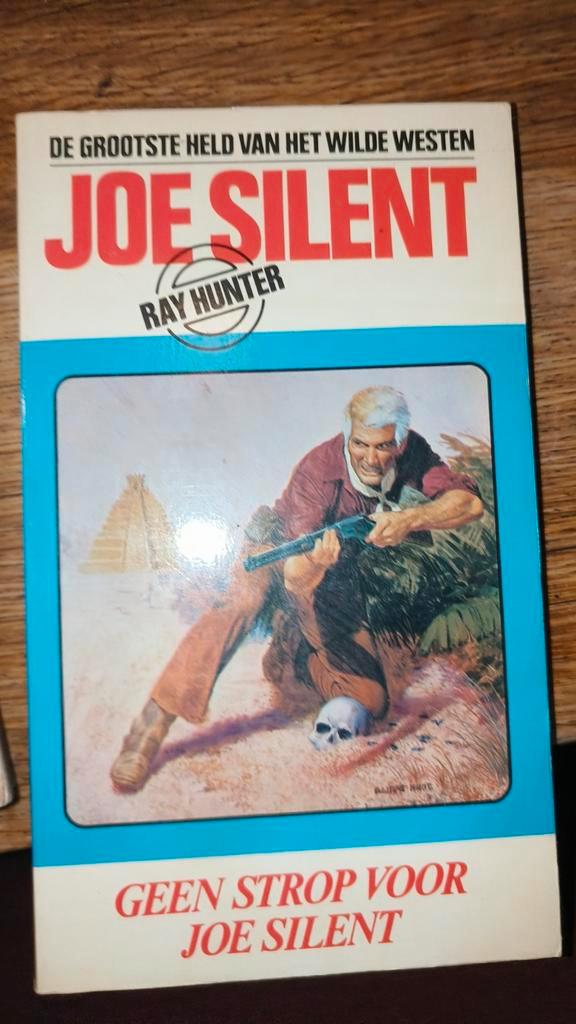 DE GROOTSTE HELD VAN HET WILDE WESTEN
JOE SILENT
RAY HUNTER
GEEN STROP VOOR
JOE SILENT